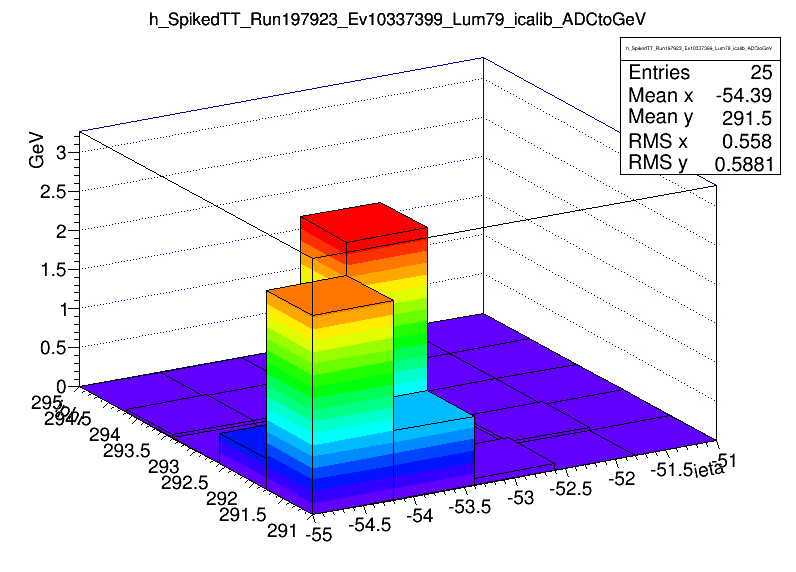 h_SpikedTT_Run197923_Ev10337399_Lum79_icalib_ADCtoGeV
h_SpikedTT_Run197923_Ev10337399_Lum79_icalib_ADCtoGeV
Entries 25
Mean x -54.39
Mean y 291.5
RMS x 0.558
RMS y 0.5881
GeV
3
2.5
2
1.5
1
0.5
0
295
294.5
294
293.5
293
292.5
292
291.5
291
-55
-54.5
-54
-53.5
-53
-52.5
-52
-51.5
-51
ieta